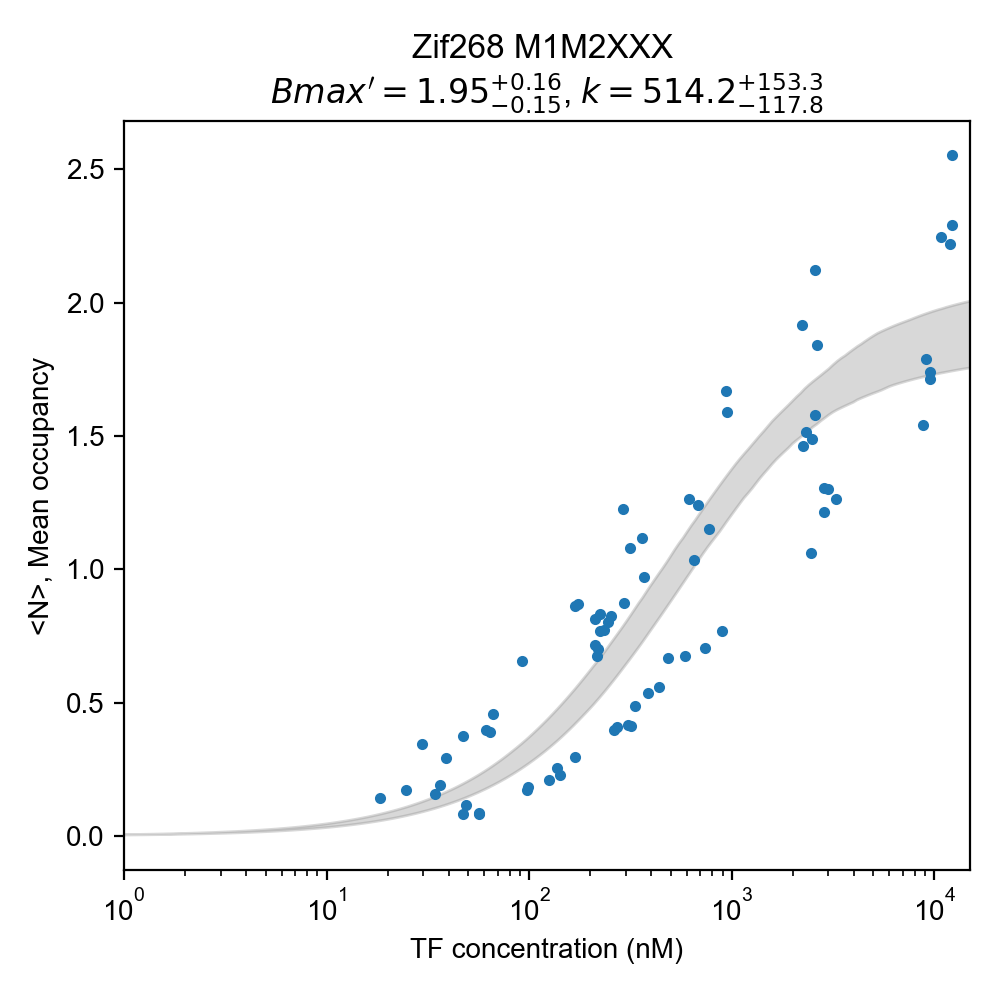 Zif268 M1M2XXX
Bmax′ = 1.95 +0.16 −0.15, k = 514.2 +153.3 −117.8
2.5
2.0
1.5
1.0
0.5
0.0
<N>, Mean occupancy
10^0 10^1 10^2 10^3 10^4
TF concentration (nM)